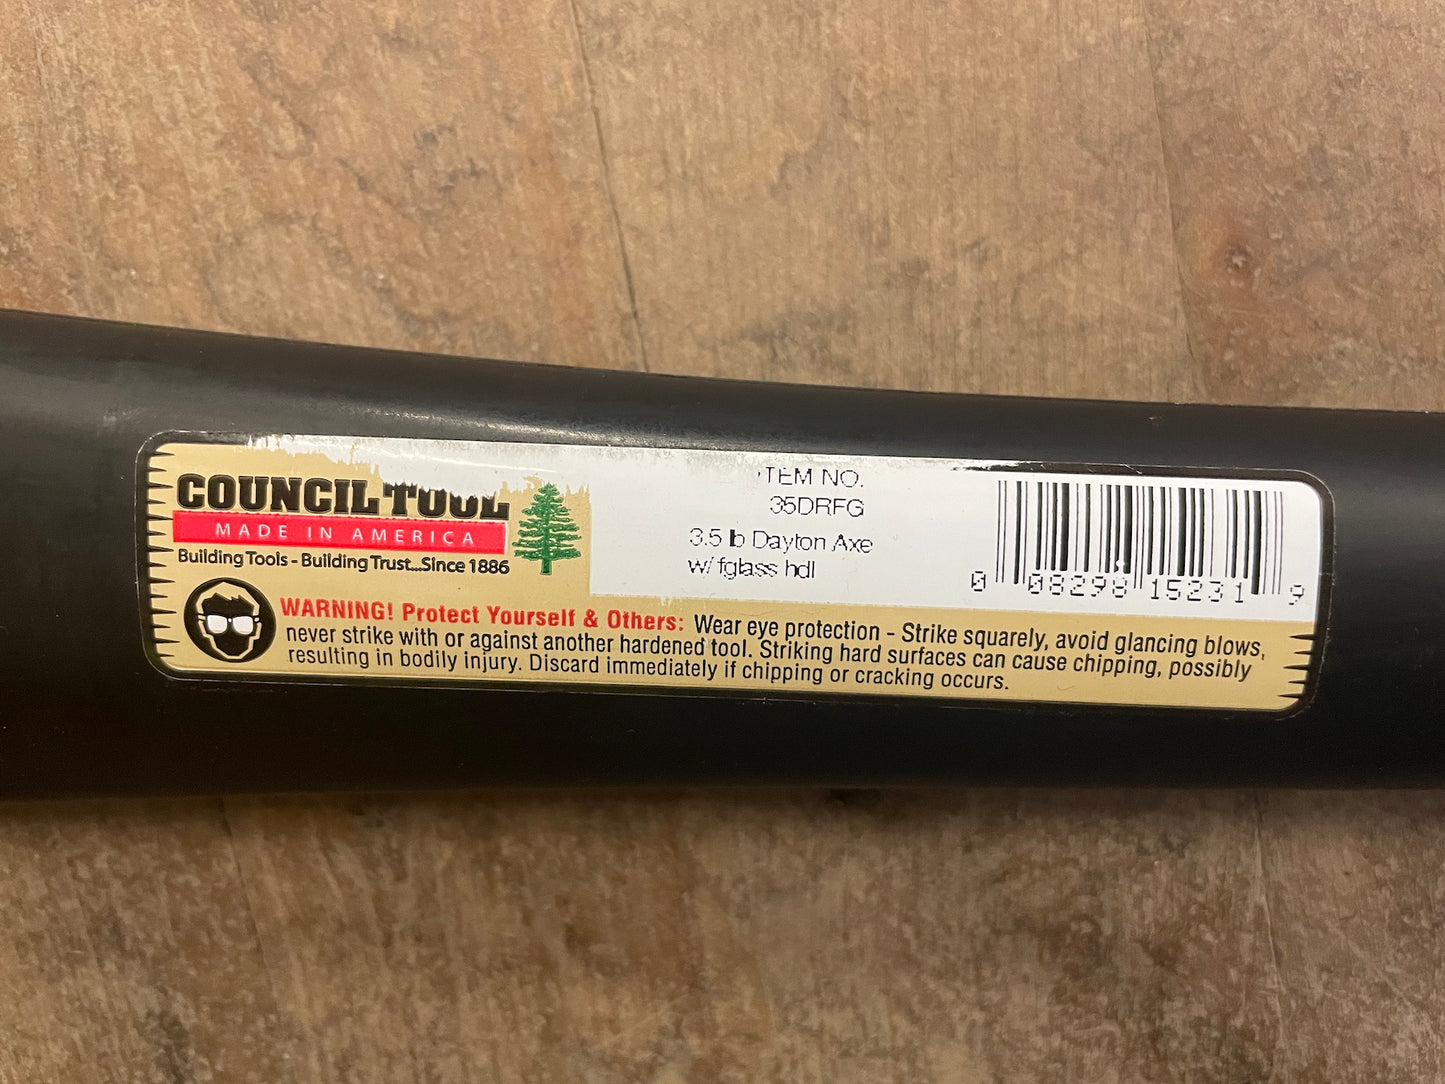 COUNCIL TOOL
MADE IN AMERICA
Building Tools - Building Trust...Since 1886
ITEM NO.
35DRFG
3.5 lb Dayton Axe
w/ fglass hdl
0 08298 15231 9
WARNING! Protect Yourself & Others: Wear eye protection - Strike squarely, avoid glancing blows,
never strike with or against another hardened tool. Striking hard surfaces can cause chipping, possibly
resulting in bodily injury. Discard immediately if chipping or cracking occurs.